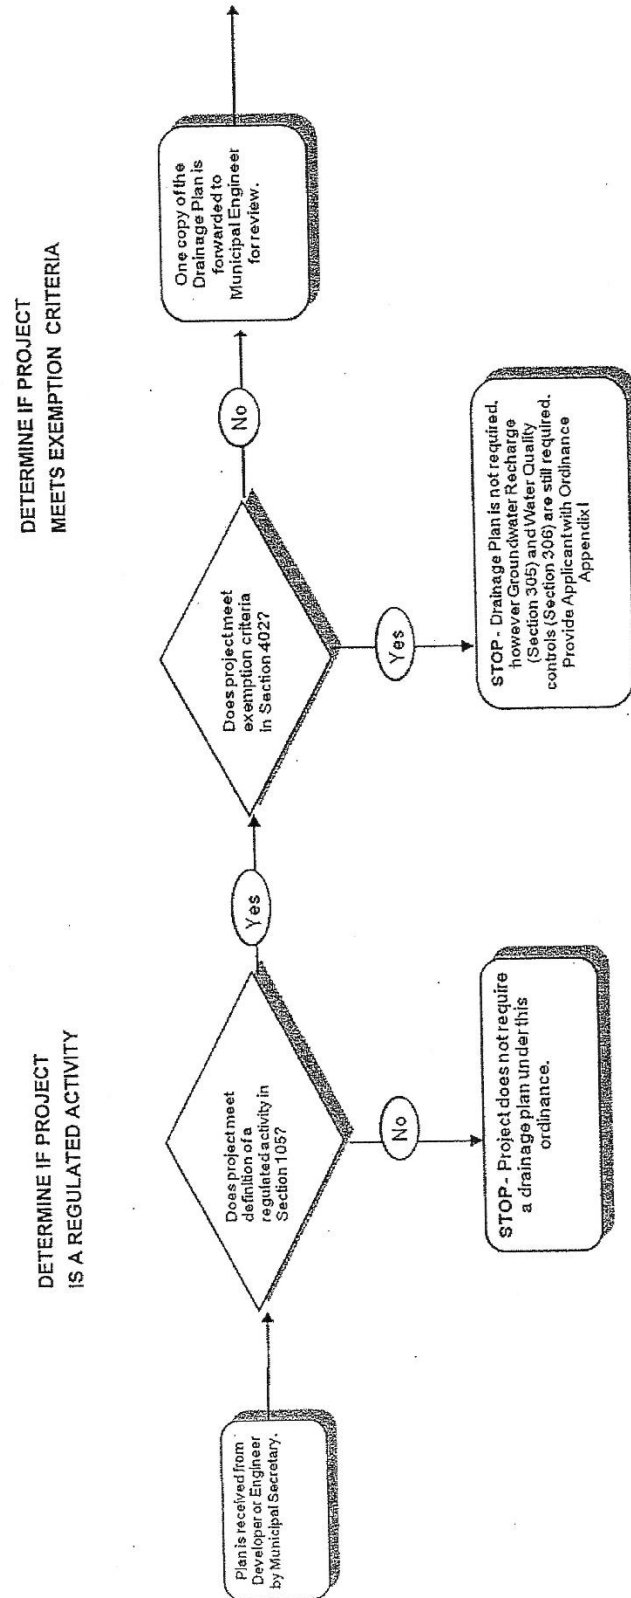 DETERMINE IF PROJECT
IS A REGULATED ACTIVITY
DETERMINE IF PROJECT
MEETS EXEMPTION CRITERIA
Plan is received from
Developer or Engineer
by Municipal Secretary.
Does project meet
definition of a
regulated activity in
Section 105?
Yes
No
STOP - Project does not require
a drainage plan under this
ordinance.
Does project meet
exemption criteria
in Section 402?
No
Yes
One copy of the
Drainage Plan is
forwarded to
Municipal Engineer
for review.
STOP - Drainage Plan is not required,
however Groundwater Recharge
(Section 305) and Water Quality
controls (Section 306) are still required.
Provide Applicant with Ordinance
Appendix I